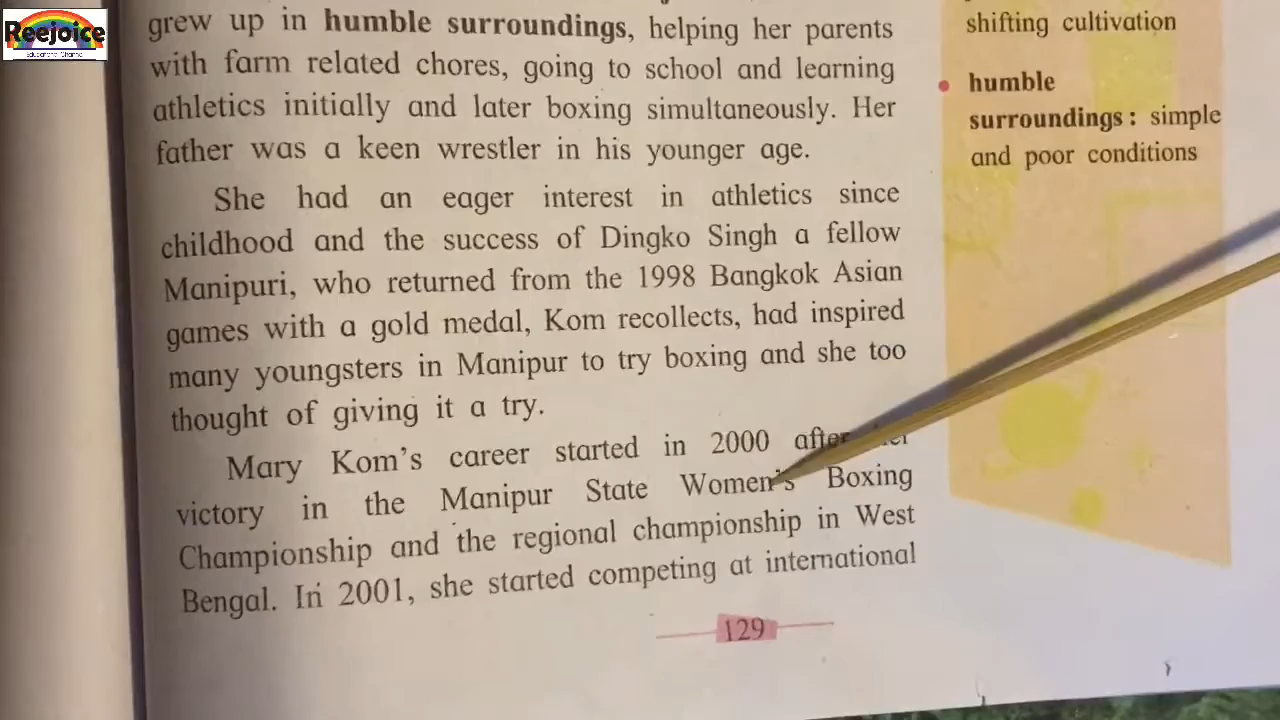 Reejoice
Educational Channel
grew up in humble surroundings, helping her parents
with farm related chores, going to school and learning
athletics initially and later boxing simultaneously. Her
father was a keen wrestler in his younger age.
She had an eager interest in athletics since
childhood and the success of Dingko Singh a fellow
Manipuri, who returned from the 1998 Bangkok Asian
games with a gold medal, Kom recollects, had inspired
many youngsters in Manipur to try boxing and she too
thought of giving it a try.
Mary Kom's career started in 2000 after her
victory in the Manipur State Women's Boxing
Championship and the regional championship in West
Bengal. In 2001, she started competing at international
129
shifting cultivation
humble
surroundings : simple
and poor conditions